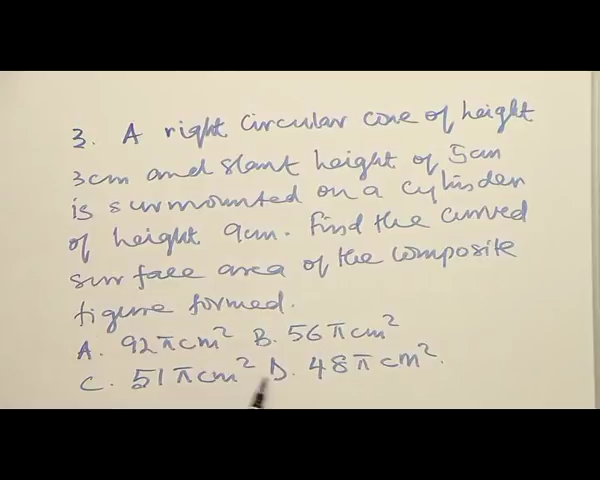 3. A right circular cone of height
3cm and slant height of 5cm
is surmounted on a cylinder
of height 9cm. Find the curved
surface area of the composite
figure formed.
A. 92πcm² B. 56πcm²
C. 51πcm² D. 48πcm².